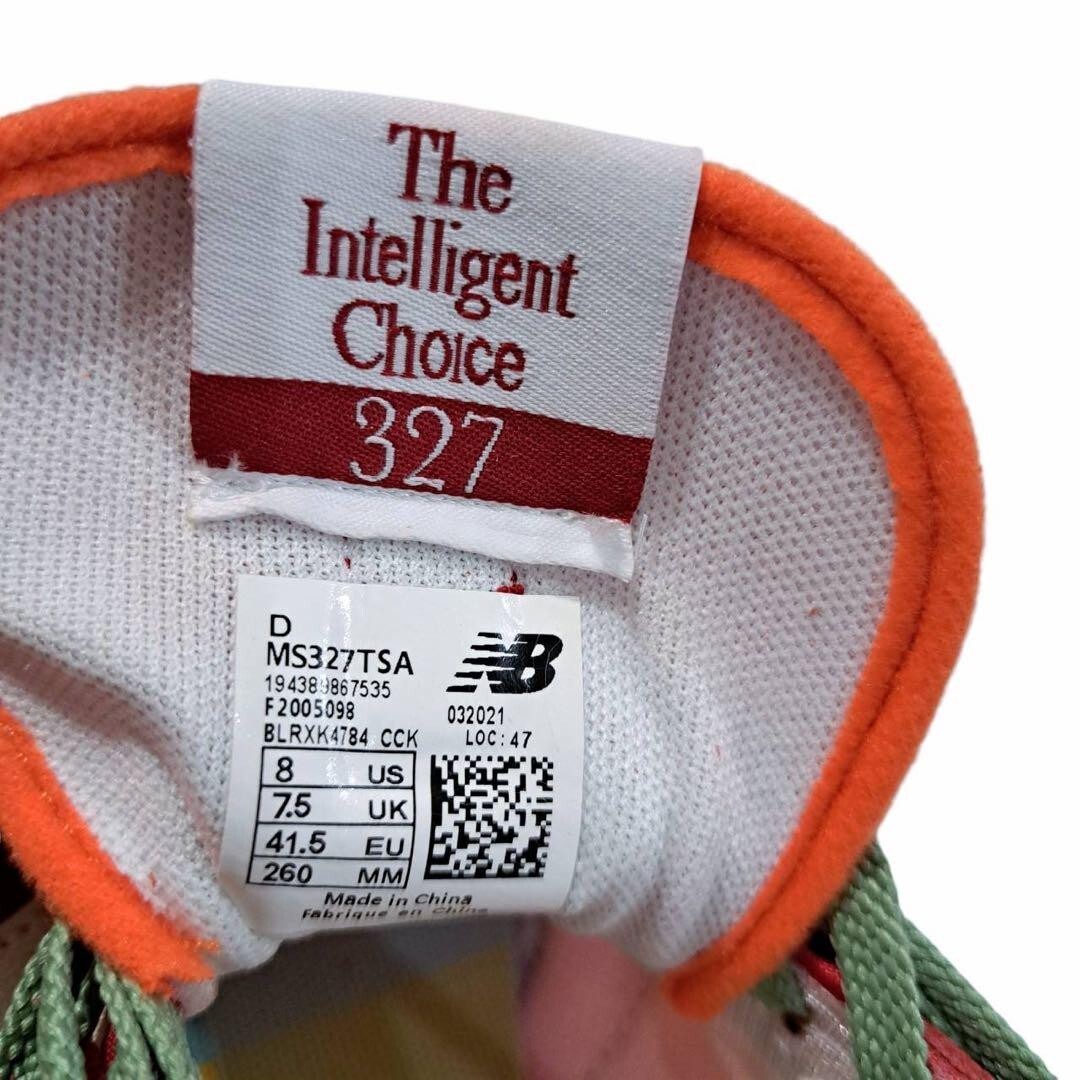 The
Intelligent
Choice
327
D
MS327TSA
NB
194389867535
F2005098
032021
BLRXK4784 CCK
LOC:47
8 US
7.5 UK
41.5 EU
260 MM
Made in China
Fabrique en Chine